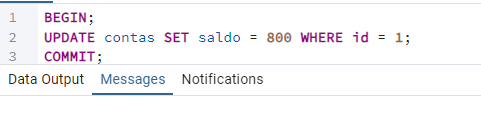 1 BEGIN;
2 UPDATE contas SET saldo = 800 WHERE id = 1;
3 COMMIT;
Data Output Messages Notifications